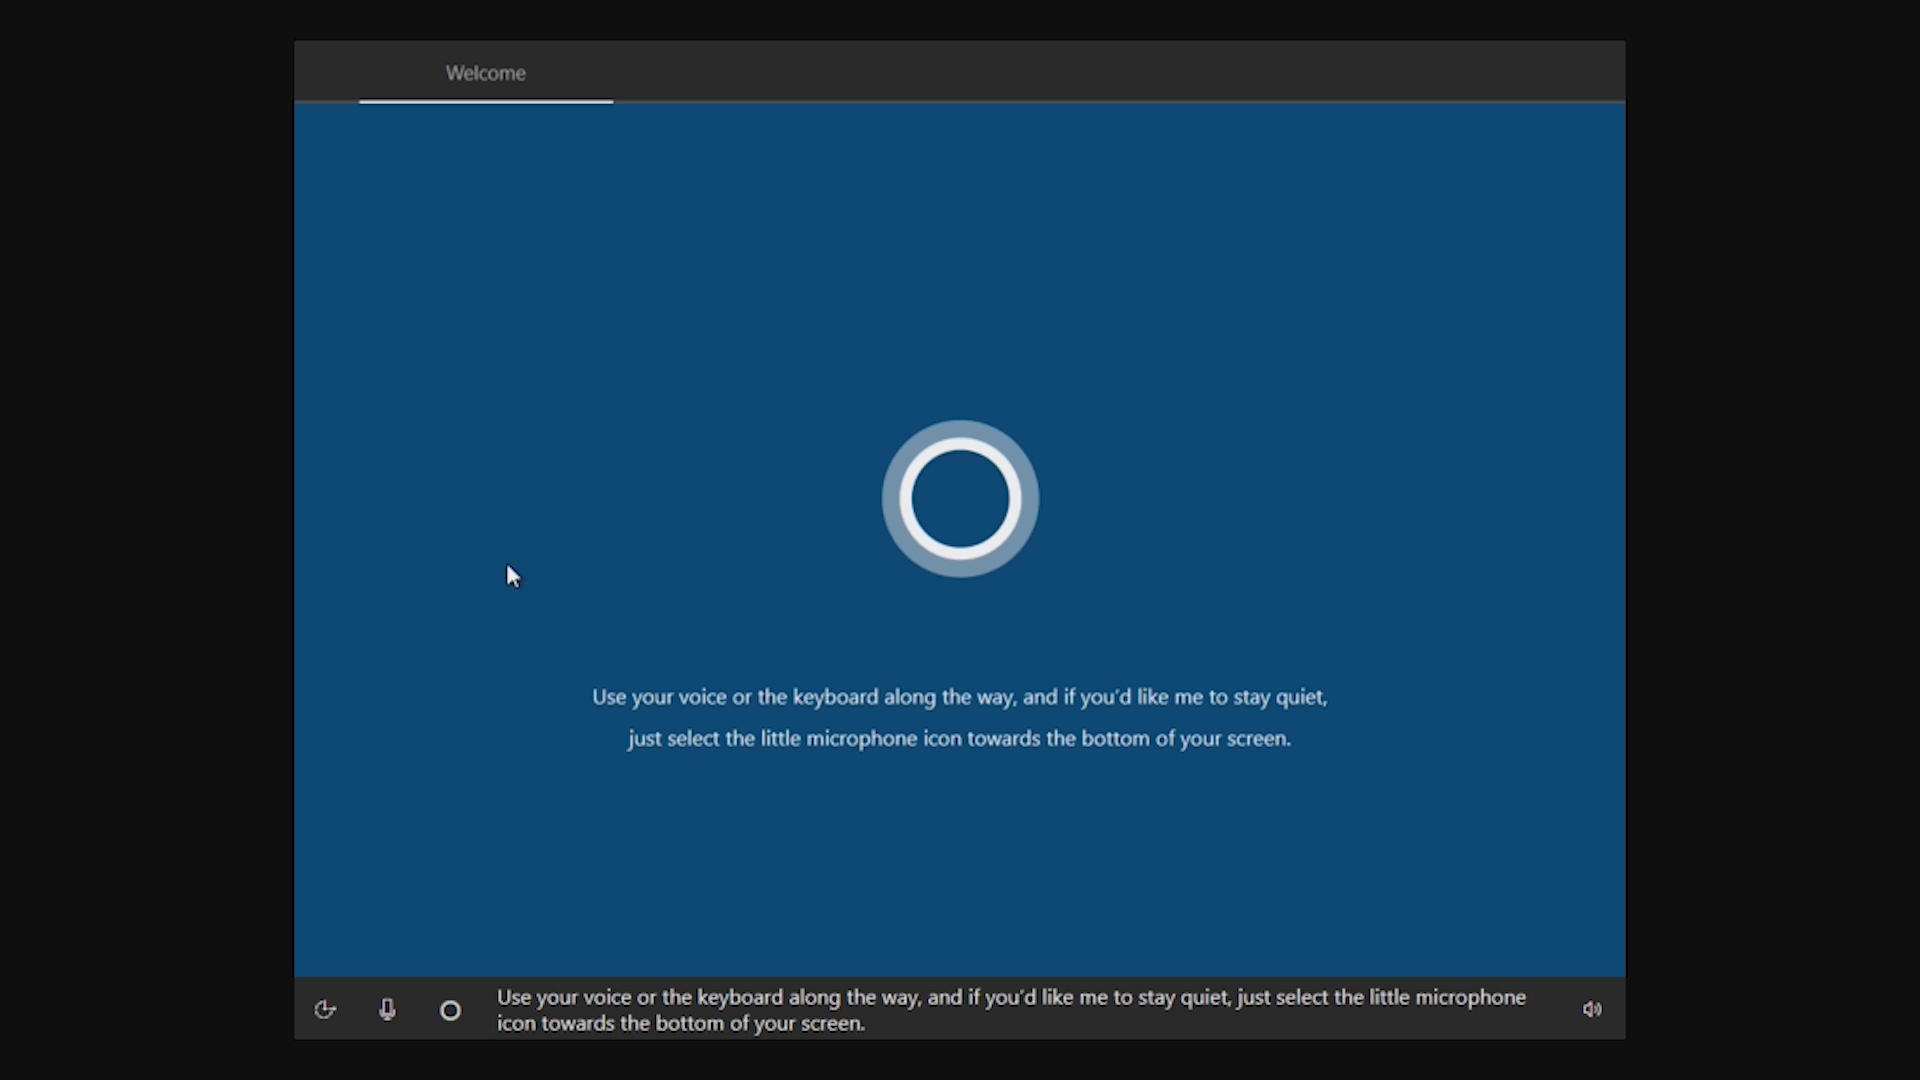 Welcome
Use your voice or the keyboard along the way, and if you'd like me to stay quiet,
just select the little microphone icon towards the bottom of your screen.
Use your voice or the keyboard along the way, and if you'd like me to stay quiet, just select the little microphone
icon towards the bottom of your screen.